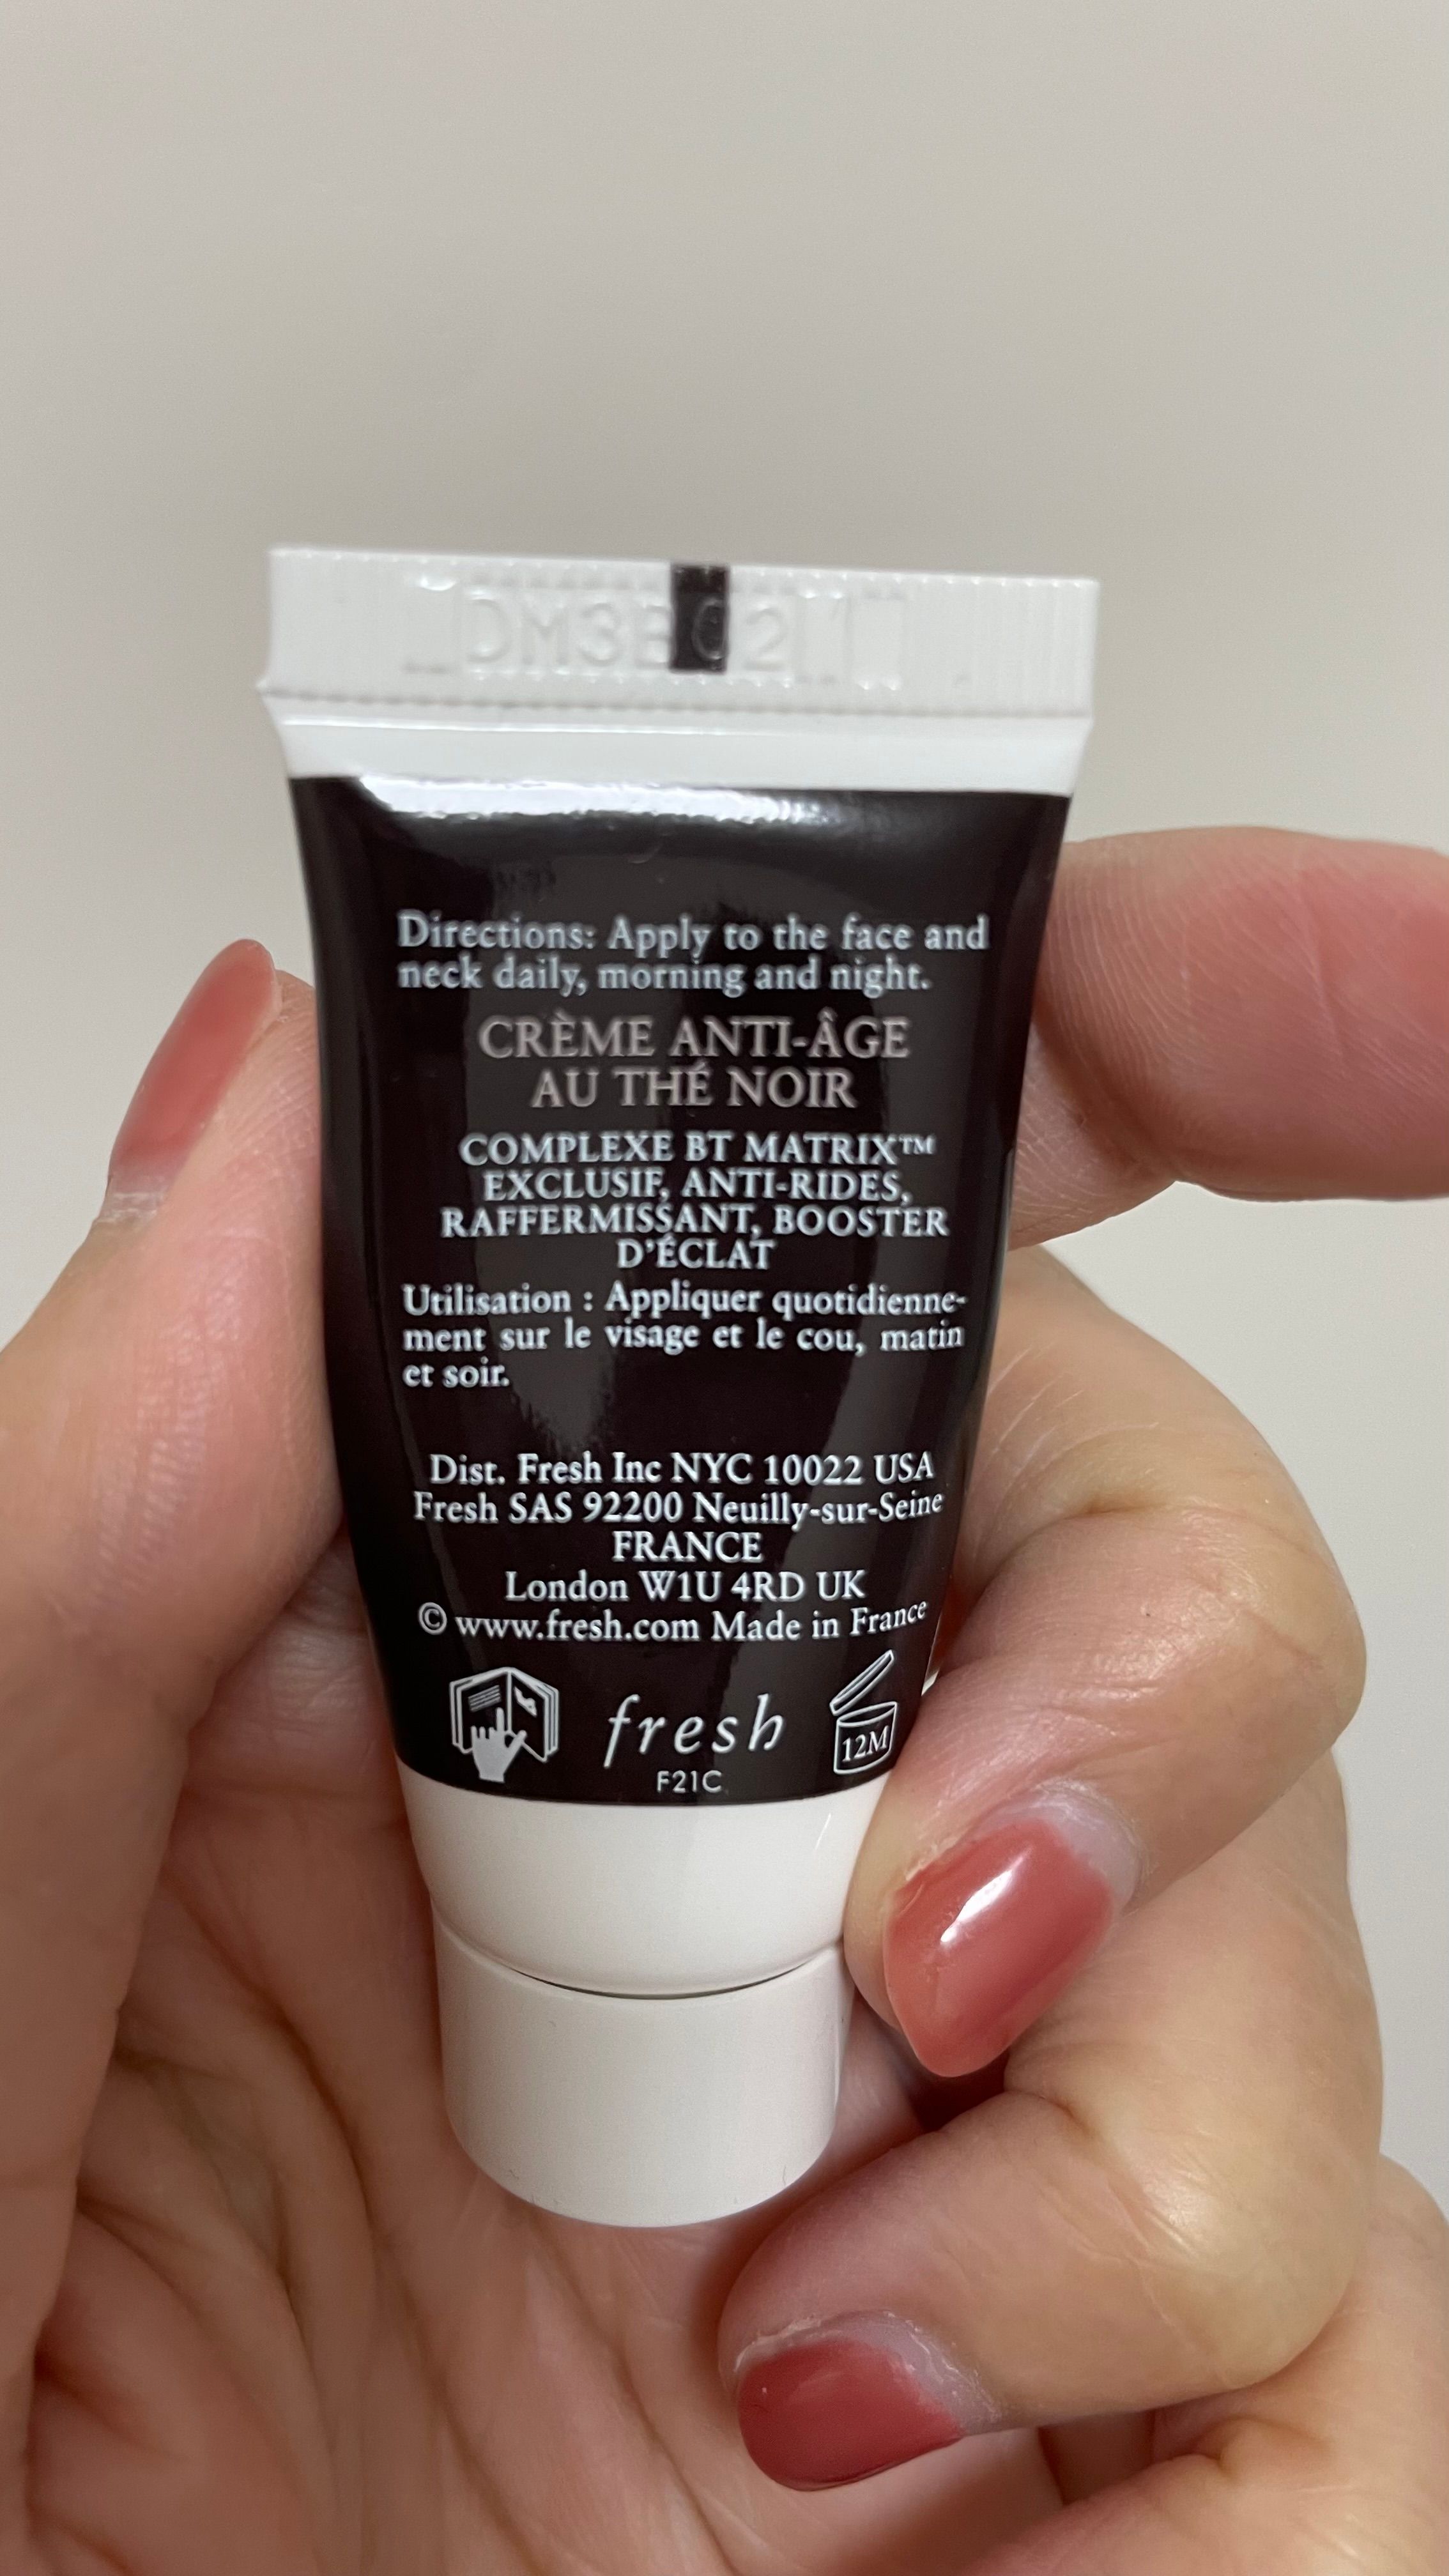 Directions: Apply to the face and
neck daily, morning and night.
CRÈME ANTI-ÂGE
AU THÉ NOIR
COMPLEXE BT MATRIX™
EXCLUSIF, ANTI-RIDES,
RAFFERMISSANT, BOOSTER
D'ÉCLAT
Utilisation : Appliquer quotidienne-
ment sur le visage et le cou, matin
et soir.
Dist. Fresh Inc NYC 10022 USA
Fresh SAS 92200 Neuilly-sur-Seine
FRANCE
London W1U 4RD UK
© www.fresh.com Made in France
fresh
12M
F21C